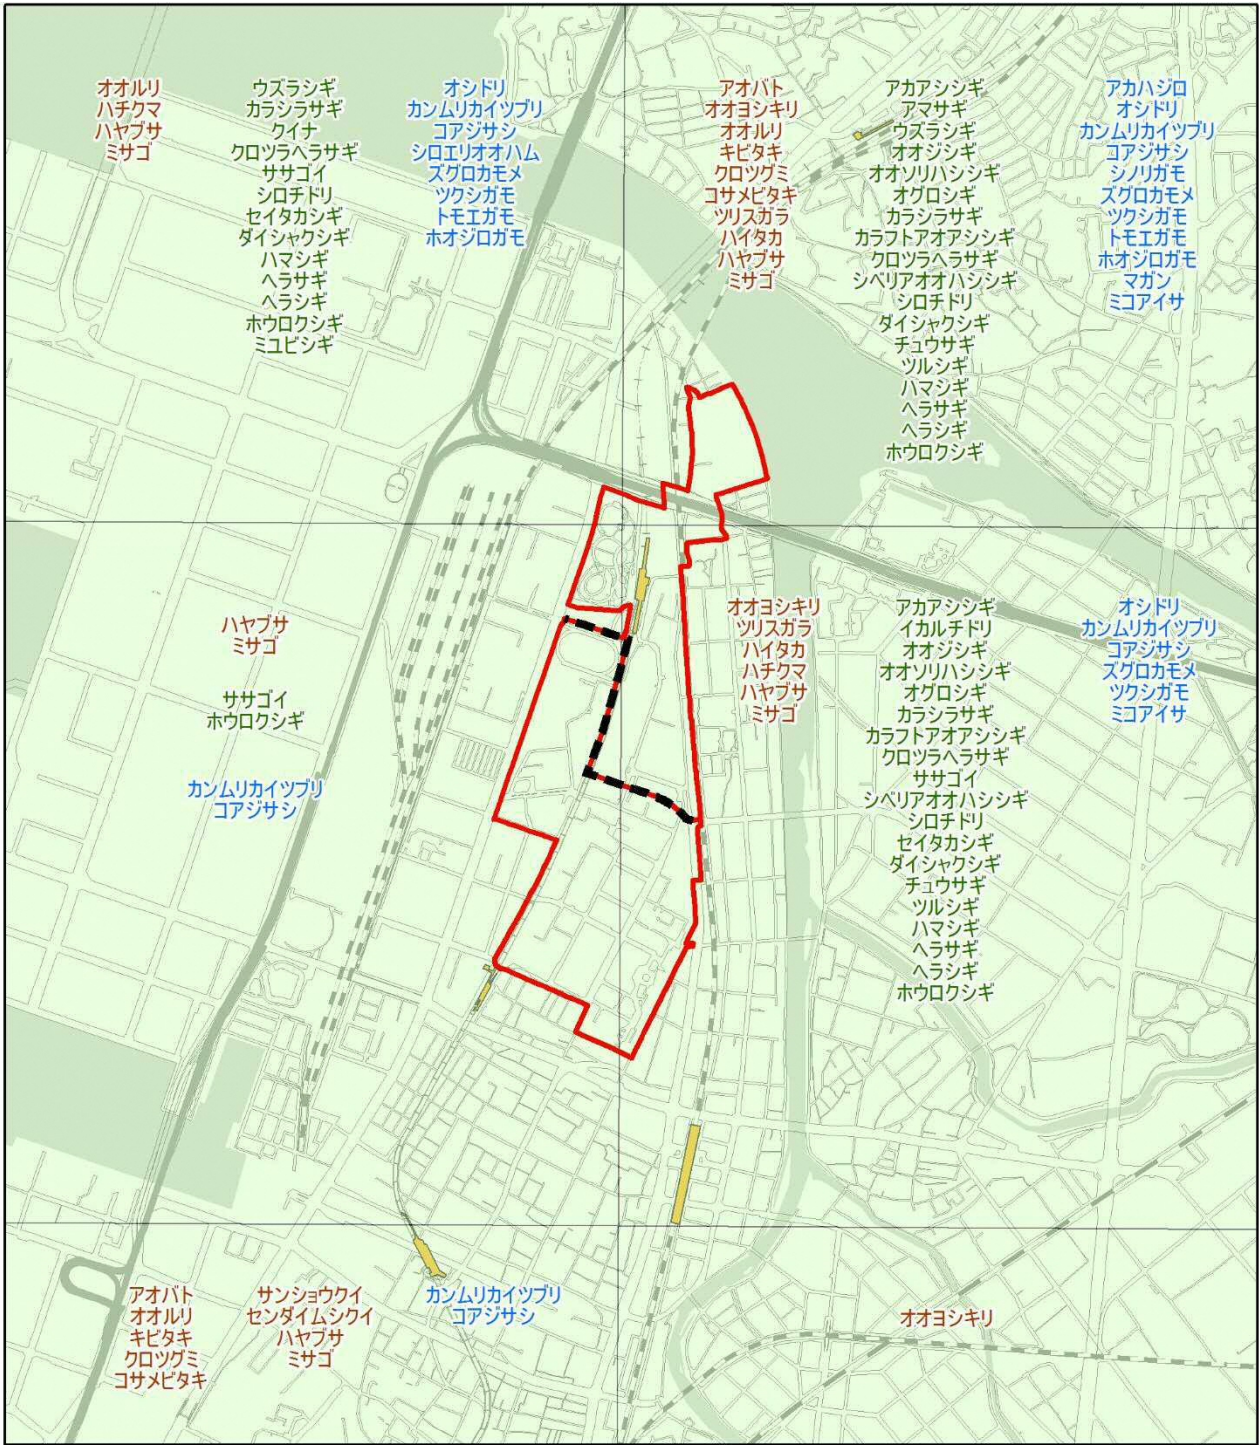 オオルリ
ハチクマ
ハヤブサ
ミサゴ
ウズラシギ
カラシラサギ
クイナ
クロツラヘラサギ
ササゴイ
シロチドリ
セイタカシギ
ダイシャクシギ
ハマシギ
ヘラサギ
ヘラシギ
ホウロクシギ
ミユビシギ
オシドリ
カンムリカイツブリ
コアジサシ
シロエリオオハム
ズグロカモメ
ツクシガモ
トモエガモ
ホオジロガモ
アオバト
オオヨシキリ
オオルリ
キビタキ
クロツグミ
コサメビタキ
ツリスガラ
ハイタカ
ハヤブサ
ミサゴ
アカアシシギ
アマサギ
ウズラシギ
オオジシギ
オオソリハシシギ
オグロシギ
カラシラサギ
カラフトアオアシシギ
クロツラヘラサギ
シベリアオオハシシギ
シロチドリ
ダイシャクシギ
チュウサギ
ツルシギ
ハマシギ
ヘラサギ
ヘラシギ
ホウロクシギ
アカハジロ
オシドリ
カンムリカイツブリ
コアジサシ
シノリガモ
ズグロカモメ
ツクシガモ
トモエガモ
ホオジロガモ
マガン
ミコアイサ
ハヤブサ
ミサゴ
ササゴイ
ホウロクシギ
カンムリカイツブリ
コアジサシ
オオヨシキリ
ツリスガラ
ハイタカ
ハチクマ
ハヤブサ
ミサゴ
アカアシシギ
イカルチドリ
オオジシギ
オオソリハシシギ
オグロシギ
カラシラサギ
カラフトアオアシシギ
クロツラヘラサギ
ササゴイ
シベリアオオハシシギ
シロチドリ
セイタカシギ
ダイシャクシギ
チュウサギ
ツルシギ
ハマシギ
ヘラサギ
ヘラシギ
ホウロクシギ
オシドリ
カンムリカイツブリ
コアジサシ
ズグロカモメ
ツクシガモ
ミコアイサ
アオバト
オオルリ
キビタキ
クロツグミ
コサメビタキ
サンショウクイ
センダイムシクイ
ハヤブサ
ミサゴ
カンムリカイツブリ
コアジサシ
オオヨシキリ